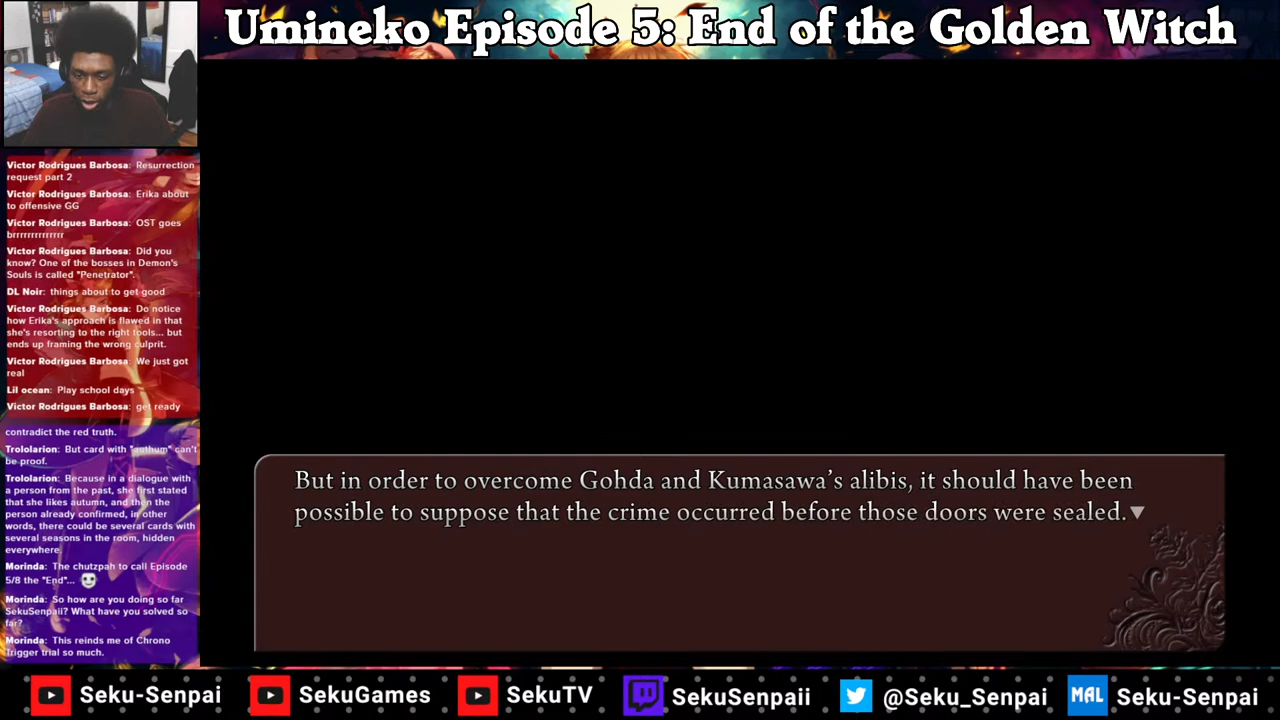 Umineko Episode 5: End of the Golden Witch
Victor Rodrigues Barbosa: Resurrection
request part 2
Victor Rodrigues Barbosa: Erika about
to offensive GG
Victor Rodrigues Barbosa: OST goes
brrrrrrrrrrrrr
Victor Rodrigues Barbosa: Did you
know? One of the bosses in Demon's
Souls is called "Penetrator".
DL Noir: things about to get good
Victor Rodrigues Barbosa: Do notice
how Erika's approach is flawed in that
she's resorting to the right tools... but
ends up framing the wrong culprit.
Victor Rodrigues Barbosa: We just got
real
Lil ocean: Play school days
Victor Rodrigues Barbosa: get ready
contradict the red truth.
Trololarion: But card with "authum" can't
be proof.
Trololarion: Because in a dialogue with
a person from the past, she first stated
that she likes autumn, and then the
person already confirmed, in other
words, there could be several cards with
several seasons in the room, hidden
everywhere.
Morinda: The chutzpah to call Episode
5/8 the "End"...
Morinda: So how are you doing so far
SekuSenpaii? What have you solved so
far?
Morinda: This reinds me of Chrono
Trigger trial so much.
But in order to overcome Gohda and Kumasawa's alibis, it should have been
possible to suppose that the crime occurred before those doors were sealed.
Seku-Senpai
SekuGames
SekuTV
SekuSenpaii
@Seku_Senpai
MAL
Seku-Senpai